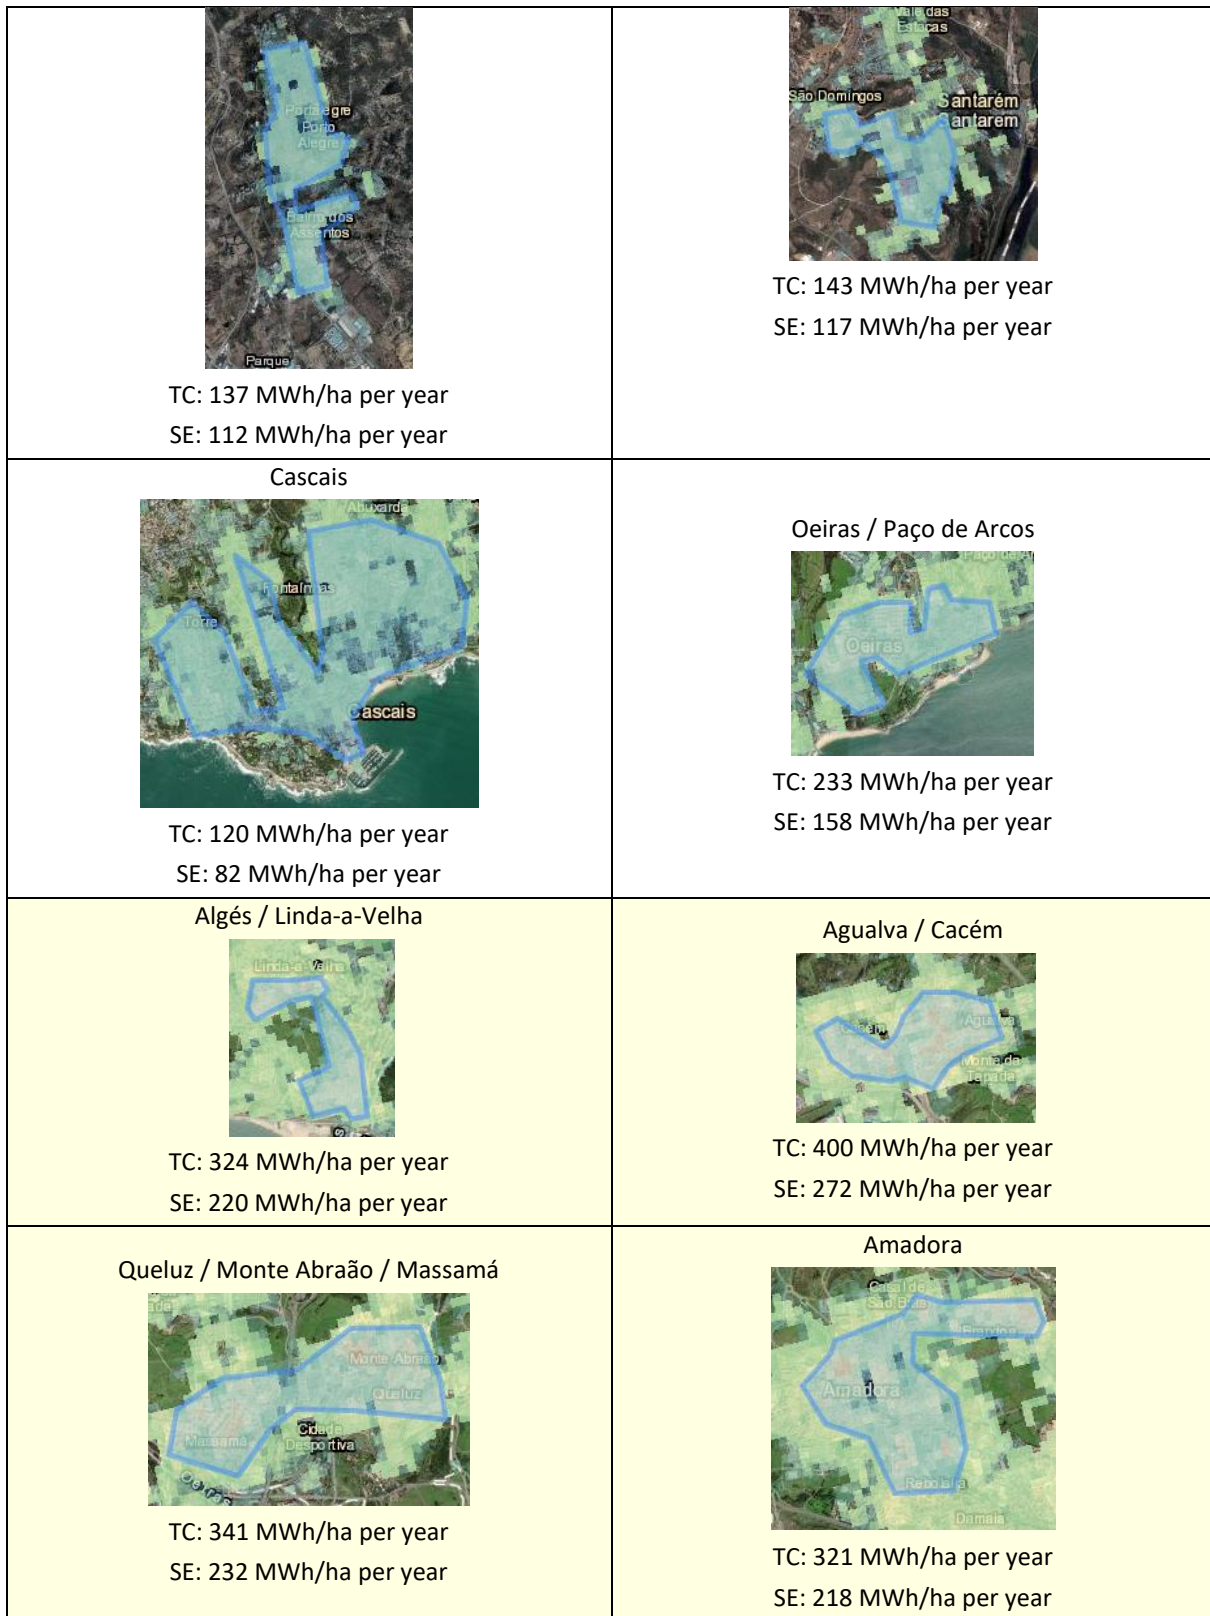 Portalegre
Porto
Alegre
Bairro dos
Assentos
Parque
TC: 137 MWh/ha per year
SE: 112 MWh/ha per year
Vale das
Estacas
São Domingos
Santarém
Santarem
TC: 143 MWh/ha per year
SE: 117 MWh/ha per year
Cascais
Abuxarda
Fontaínhas
Torre
Cascais
TC: 120 MWh/ha per year
SE: 82 MWh/ha per year
Oeiras / Paço de Arcos
Paço de A
Oeiras
TC: 233 MWh/ha per year
SE: 158 MWh/ha per year
Algés / Linda-a-Velha
Linda-a-Velha
TC: 324 MWh/ha per year
SE: 220 MWh/ha per year
Agualva / Cacém
Cacém
Agualva
Monte da
Tapada
TC: 400 MWh/ha per year
SE: 272 MWh/ha per year
Queluz / Monte Abraão / Massamá
Monte Abraão
Queluz
Massamá
Cidade
Desportiva
Oeiras
TC: 341 MWh/ha per year
SE: 232 MWh/ha per year
Amadora
Casal de
São Brás
Brandoa
Amadora
Reboleira
Damaia
TC: 321 MWh/ha per year
SE: 218 MWh/ha per year